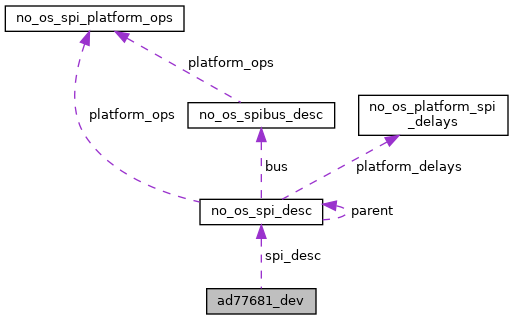 no_os_spi_platform_ops
platform_ops
platform_ops
no_os_spibus_desc
no_os_platform_spi
_delays
bus
platform_delays
no_os_spi_desc
parent
spi_desc
ad77681_dev